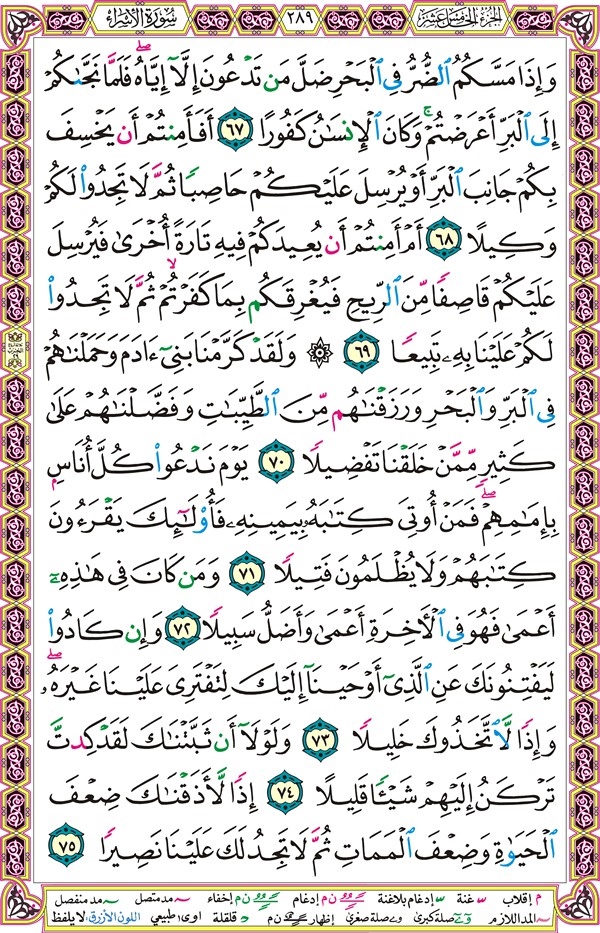 الجزء الخامس عشر ٢٨٩ سورة الإسراء
وَإِذَا مَسَّكُمُ ٱلضُّرُّ فِى ٱلْبَحْرِ ضَلَّ مَن تَدْعُونَ إِلَّآ إِيَّاهُ ۖ فَلَمَّا نَجَّىٰكُمْ
إِلَى ٱلْبَرِّ أَعْرَضْتُمْ ۚ وَكَانَ ٱلْإِنسَٰنُ كَفُورًا ٦٧ أَفَأَمِنتُمْ أَن يَخْسِفَ
بِكُمْ جَانِبَ ٱلْبَرِّ أَوْ يُرْسِلَ عَلَيْكُمْ حَاصِبًا ثُمَّ لَا تَجِدُوا۟ لَكُمْ
وَكِيلًا ٦٨ أَمْ أَمِنتُمْ أَن يُعِيدَكُمْ فِيهِ تَارَةً أُخْرَىٰ فَيُرْسِلَ
عَلَيْكُمْ قَاصِفًا مِّنَ ٱلرِّيحِ فَيُغْرِقَكُم بِمَا كَفَرْتُمْ ۙ ثُمَّ لَا تَجِدُوا۟
لَكُمْ عَلَيْنَا بِهِۦ تَبِيعًا ٦٩ ۞ وَلَقَدْ كَرَّمْنَا بَنِىٓ ءَادَمَ وَحَمَلْنَٰهُمْ
فِى ٱلْبَرِّ وَٱلْبَحْرِ وَرَزَقْنَٰهُم مِّنَ ٱلطَّيِّبَٰتِ وَفَضَّلْنَٰهُمْ عَلَىٰ
كَثِيرٍ مِّمَّنْ خَلَقْنَا تَفْضِيلًا ٧٠ يَوْمَ نَدْعُوا۟ كُلَّ أُنَاسٍۭ
بِإِمَٰمِهِمْ ۖ فَمَنْ أُوتِىَ كِتَٰبَهُۥ بِيَمِينِهِۦ فَأُو۟لَٰٓئِكَ يَقْرَءُونَ
كِتَٰبَهُمْ وَلَا يُظْلَمُونَ فَتِيلًا ٧١ وَمَن كَانَ فِى هَٰذِهِۦٓ
أَعْمَىٰ فَهُوَ فِى ٱلْـَٔاخِرَةِ أَعْمَىٰ وَأَضَلُّ سَبِيلًا ٧٢ وَإِن كَادُوا۟
لَيَفْتِنُونَكَ عَنِ ٱلَّذِىٓ أَوْحَيْنَآ إِلَيْكَ لِتَفْتَرِىَ عَلَيْنَا غَيْرَهُۥ ۖ
وَإِذًا لَّٱتَّخَذُوكَ خَلِيلًا ٧٣ وَلَوْلَآ أَن ثَبَّتْنَٰكَ لَقَدْ كِدتَّ
تَرْكَنُ إِلَيْهِمْ شَيْـًٔا قَلِيلًا ٧٤ إِذًا لَّأَذَقْنَٰكَ ضِعْفَ
ٱلْحَيَوٰةِ وَضِعْفَ ٱلْمَمَاتِ ثُمَّ لَا تَجِدُ لَكَ عَلَيْنَا نَصِيرًا ٧٥
م إقلاب غنة إدغام بلاغنة ن م إدغام ن م إخفاء مد متصل مد منفصل
المد اللازم صلة كبرى صلة صغرى إظهار ن م قلقلة اوى طبيعي اللون الأزرق: لا يلفظ